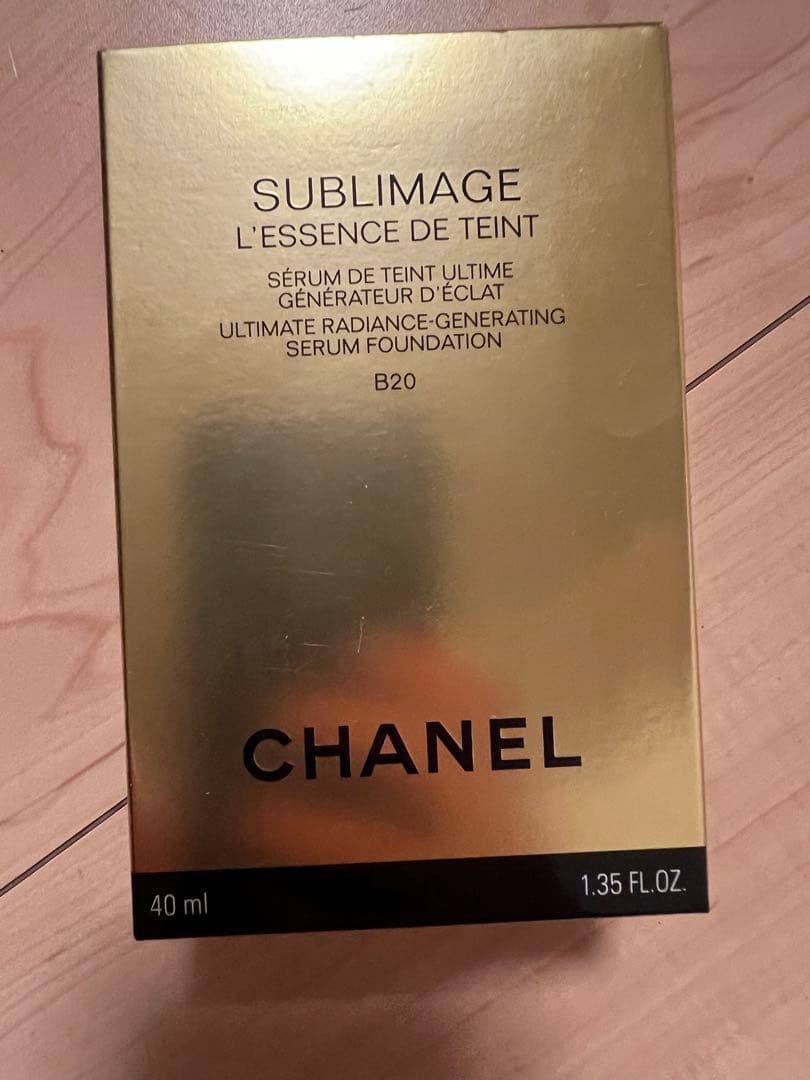 SUBLIMAGE
L'ESSENCE DE TEINT
SÉRUM DE TEINT ULTIME
GÉNÉRATEUR D'ÉCLAT
ULTIMATE RADIANCE-GENERATING
SERUM FOUNDATION
B20
CHANEL
40 ml
1.35 FL.OZ.